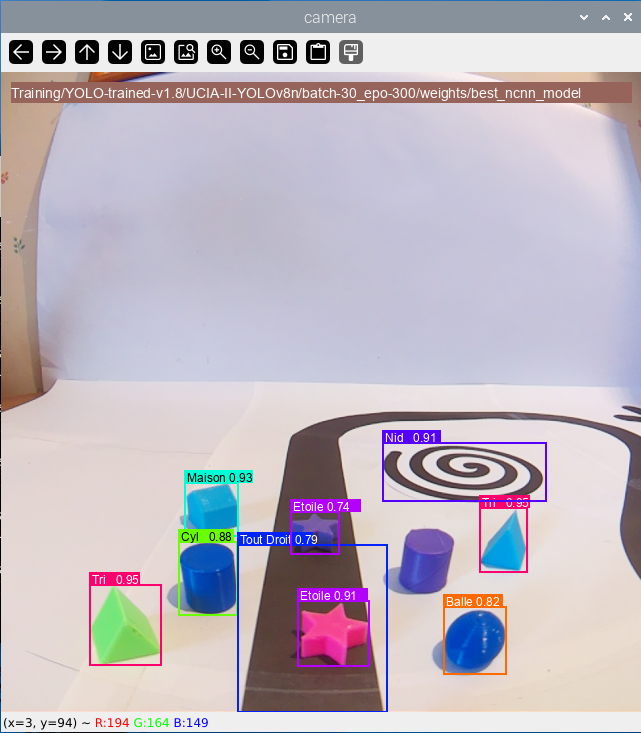 camera
Training/YOLO-trained-v1.8/UCIA-II-YOLOv8n/batch-30_epo-300/weights/best_ncnn_model
Nid 0.91
Maison 0.93
Etoile 0.74
Tri 0.95
Cyl 0.88
Tout Droit 0.79
Tri 0.95
Etoile 0.91
Balle 0.82
(x=3, y=94) ~ R:194 G:164 B:149